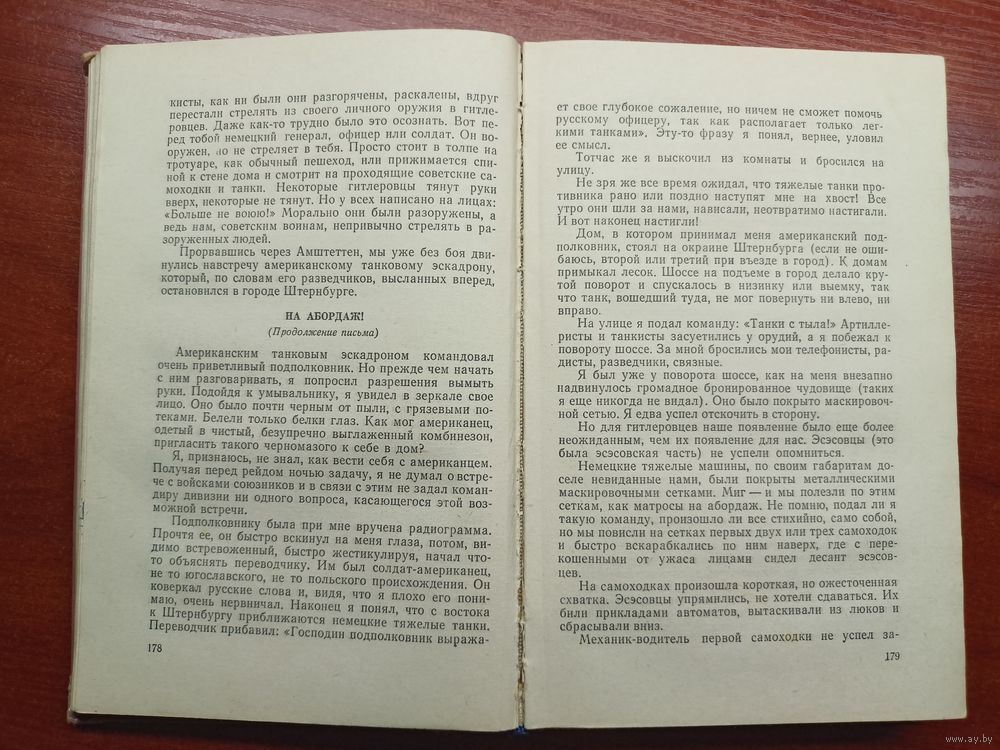 кисты, как ни были они разгорячены, раскалены, вдруг
перестали стрелять из своего личного оружия в гитле-
ровцев. Даже как-то трудно было это осознать. Вот пе-
ред тобой немецкий генерал, офицер или солдат. Он во-
оружен, но не стреляет в тебя. Просто стоит в толпе на
тротуаре, как обычный пешеход, или прижимается спи-
ной к стене дома и смотрит на проходящие советские са-
моходки и танки. Некоторые гитлеровцы тянут руки
вверх, некоторые не тянут. Но у всех написано на лицах:
«Больше не воюю!» Морально они были разоружены, а
ведь нам, советским воинам, непривычно стрелять в ра-
зоруженных людей.
Прорвавшись через Амштеттен, мы уже без боя дви-
нулись навстречу американскому танковому эскадрону,
который, по словам его разведчиков, высланных вперед,
остановился в городе Штернбурге.
НА АБОРДАЖ!
(Продолжение письма)
Американским танковым эскадроном командовал
очень приветливый подполковник. Но прежде чем начать
с ним разговаривать, я попросил разрешения вымыть
руки. Подойдя к умывальнику, я увидел в зеркале свое
лицо. Оно было почти черным от пыли, с грязевыми по-
теками. Белели только белки глаз. Как мог американец,
одетый в чистый, безупречно выглаженный комбинезон,
пригласить такого черномазого к себе в дом?
Я, признаюсь, не знал, как вести себя с американцем.
Получая перед рейдом ночью задачу, я не думал о встре-
че с войсками союзников и в связи с этим не задал коман-
диру дивизии ни одного вопроса, касающегося этой воз-
можной встречи.
Подполковнику была при мне вручена радиограмма.
Прочтя ее, он быстро вскинул на меня глаза, потом, ви-
димо встревоженный, быстро жестикулируя, начал что-
то объяснять переводчику. Им был солдат-американец,
не то югославского, не то польского происхождения. Он
коверкал русские слова и, видя, что я плохо его пони-
маю, очень нервничал. Наконец я понял, что с востока
к Штернбургу приближаются немецкие тяжелые танки.
Переводчик прибавил: «Господин подполковник выража-
178
ет свое глубокое сожаление, но ничем не сможет помочь
русскому офицеру, так как располагает только лег-
кими танками». Эту-то фразу я понял, вернее, уловил
ее смысл.
Тотчас же я выскочил из комнаты и бросился на
улицу.
Не зря же все время ожидал, что тяжелые танки про-
тивника рано или поздно наступят мне на хвост! Все
утро они шли за нами, нависали, неотвратимо настигали.
И вот наконец настигли!
Дом, в котором принимал меня американский под-
полковник, стоял на окраине Штернбурга (если не оши-
баюсь, второй или третий при въезде в город). К домам
примыкал лесок. Шоссе на подъеме в город делало кру-
той поворот и спускалось в низинку или выемку, так
что танк, вошедший туда, не мог повернуть ни влево, ни
вправо.
На улице я подал команду: «Танки с тыла!» Артилле-
ристы и танкисты засуетились у орудий, а я побежал к
повороту шоссе. За мной бросились мои телефонисты, ра-
дисты, разведчики, связные.
Я был уже у поворота шоссе, как на меня внезапно
надвинулось громадное бронированное чудовище (таких
я еще никогда не видал). Оно было покрыто маскировоч-
ной сетью. Я едва успел отскочить в сторону.
Но для гитлеровцев наше появление было еще более
неожиданным, чем их появление для нас. Эсэсовцы (это
была эсэсовская часть) не успели опомниться.
Немецкие тяжелые машины, по своим габаритам до-
селе невиданные нами, были покрыты металлическими
маскировочными сетками. Миг — и мы полезли по этим
сеткам, как матросы на абордаж. Не помню, подал ли я
такую команду, произошло ли все стихийно, само собой,
но мы повисли на сетках первых двух или трех самоходок
и быстро вскарабкались по ним наверх, где с пере-
кошенными от ужаса лицами сидел десант эсэсов-
цев.
На самоходках произошла короткая, но ожесточенная
схватка. Эсэсовцы упрямились, не хотели сдаваться. Их
били прикладами автоматов, вытаскивали из люков и
сбрасывали вниз.
Механик-водитель первой самоходки не успел за-
179
www.ay.by